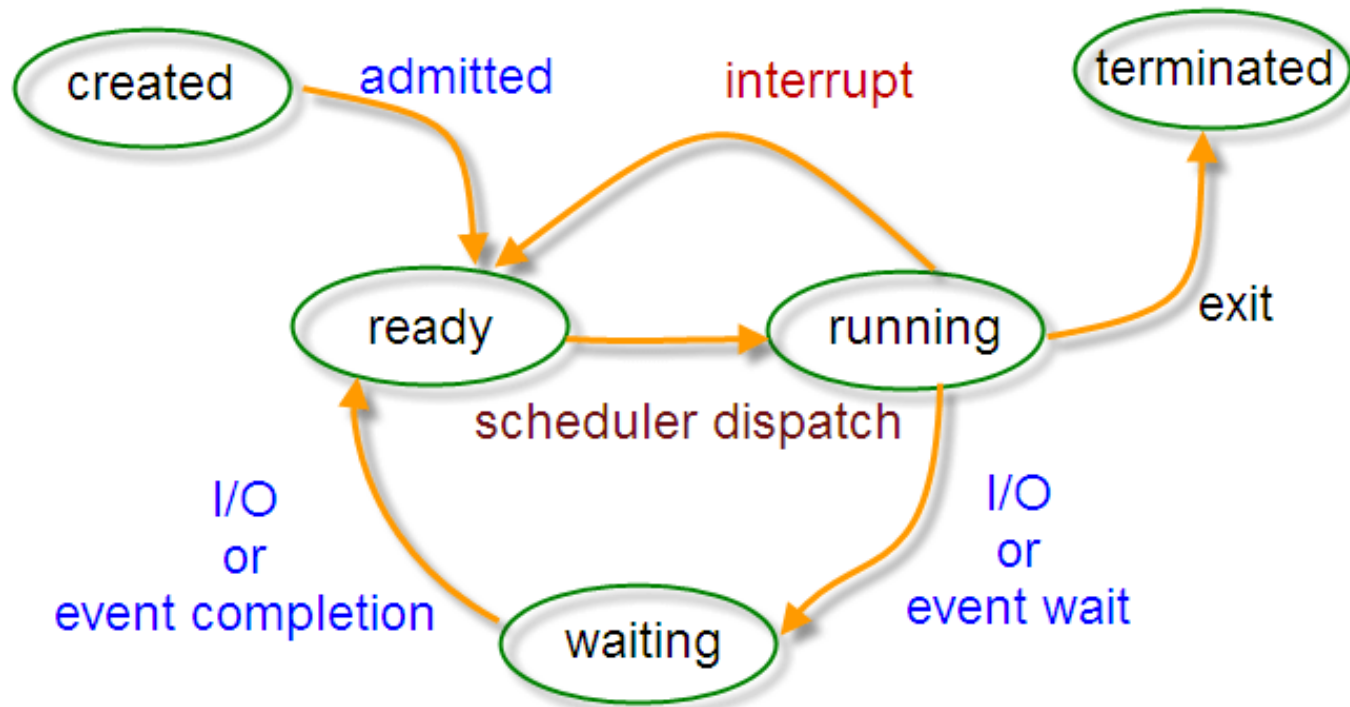 created
admitted
interrupt
terminated
ready
running
exit
scheduler dispatch
I/O
or
event completion
I/O
or
event wait
waiting